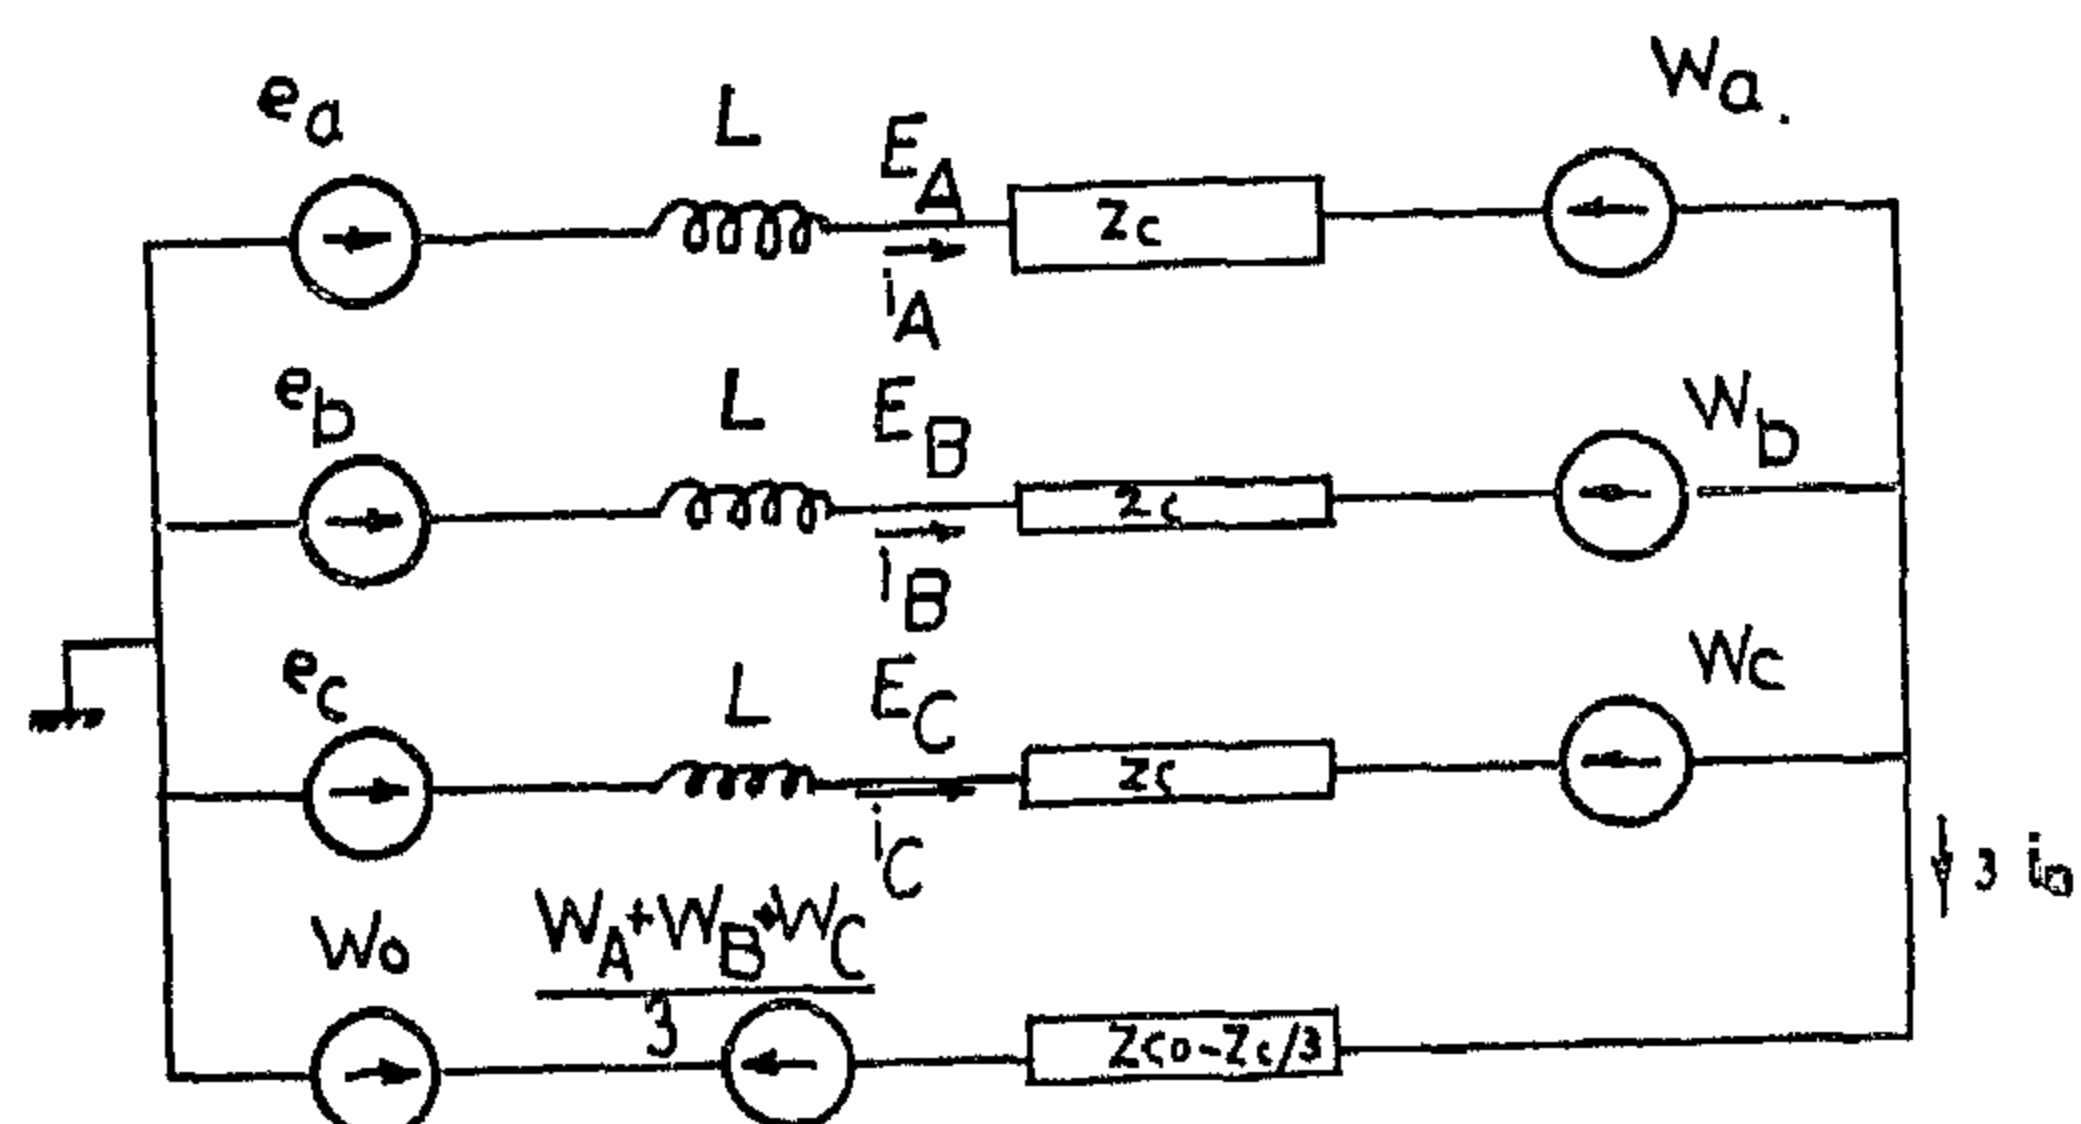 ea L EA Zc Wa.
iA
eb L EB Zc Wb
iB
ec L EC Zc Wc
iC
3 io
Wo WA+WB+WC
3
Zco-Zc/3